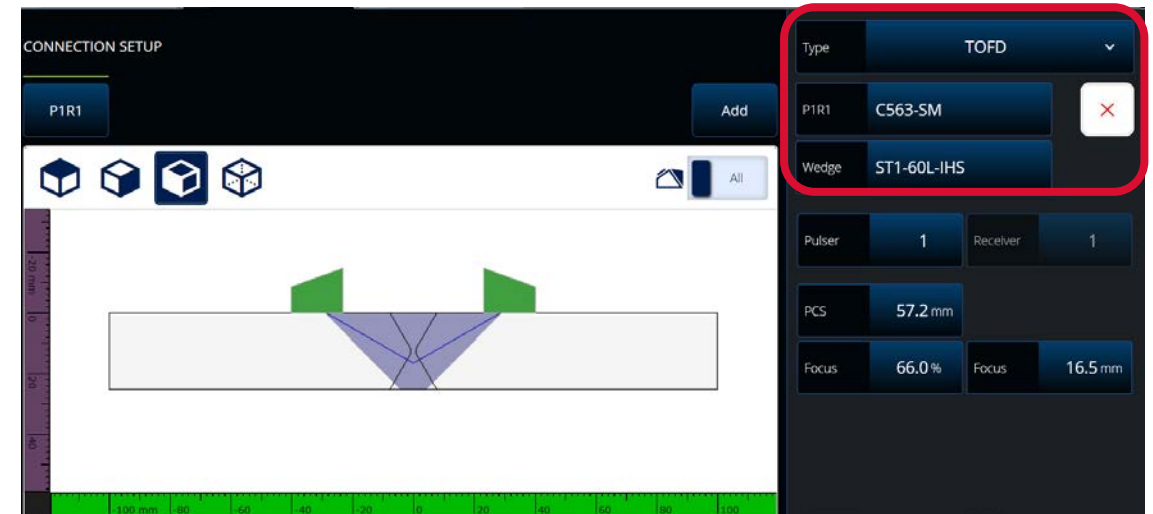 CONNECTION SETUP
P1R1
Add
All
-20 mm
0
20
40
-100 mm -80 -60 -40 -20 0 20 40 60 80 100
Type TOFD
P1R1 C563-SM
Wedge ST1-60L-IHS
Pulser 1 Receiver 1
PCS 57.2 mm
Focus 66.0 % Focus 16.5 mm